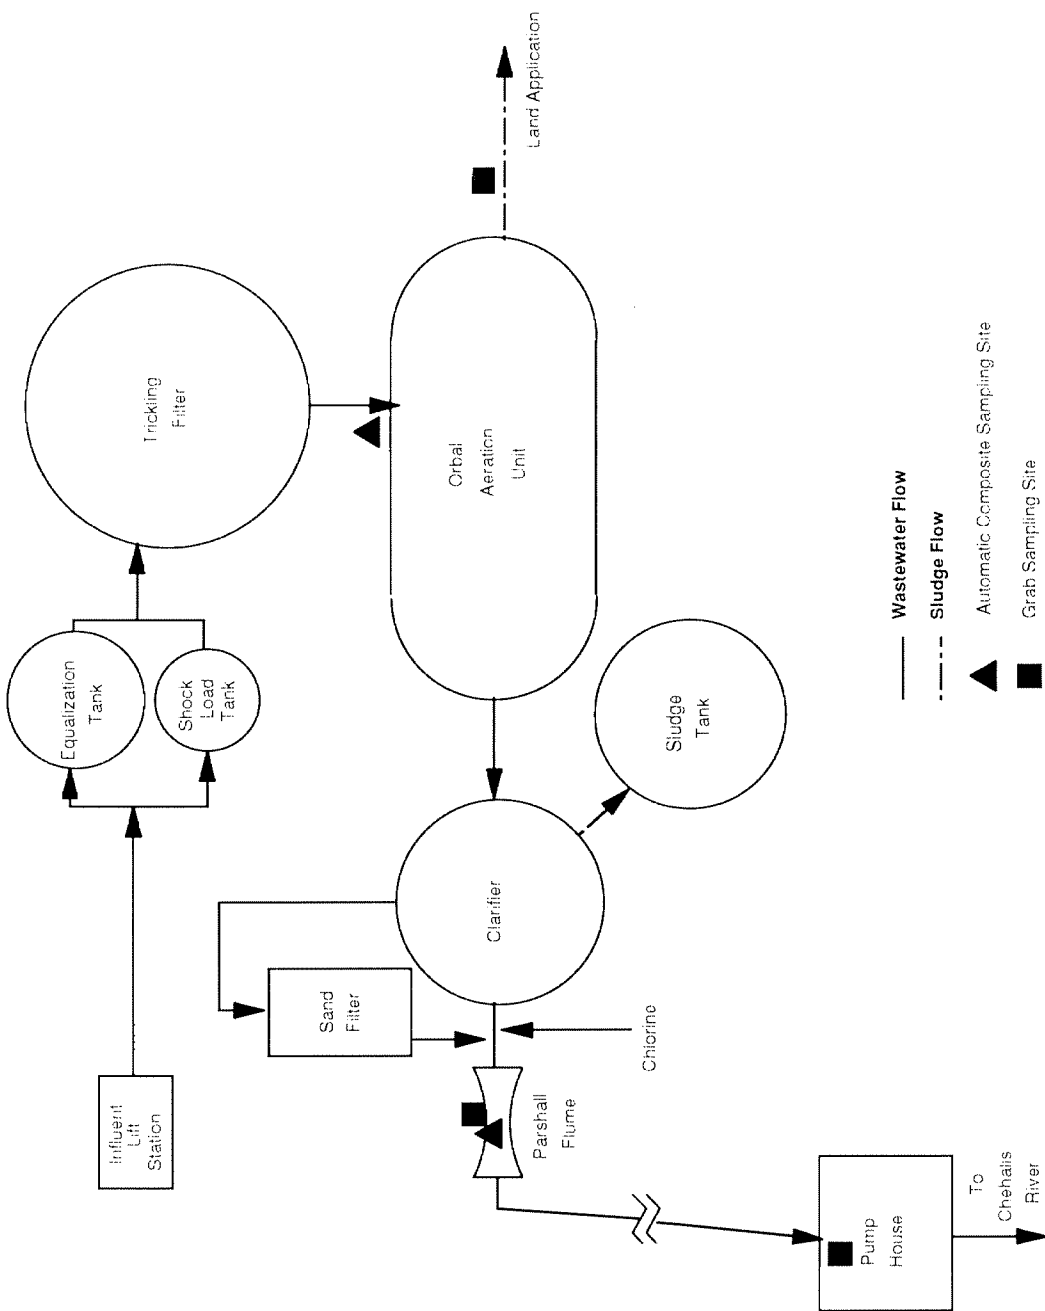 Influent
Lift
Station
Equalization
Tank
Shock
Load
Tank
Trickling
Filter
Orbal
Aeration
Unit
Land Application
Clarifier
Sludge
Tank
Sand
Filter
Chlorine
Parshall
Flume
Pump
House
To
Chehalis
River
Wastewater Flow
Sludge Flow
Automatic Composite Sampling Site
Grab Sampling Site